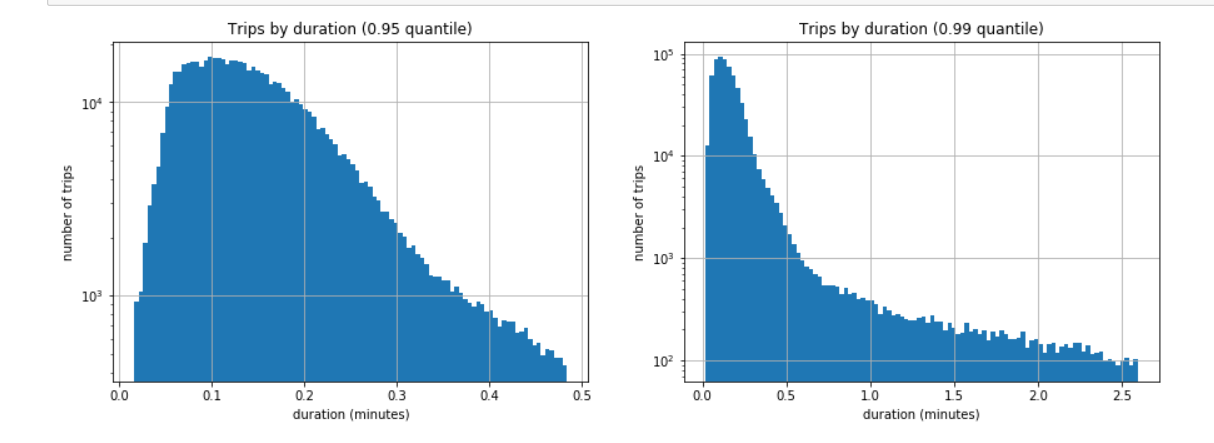 Trips by duration (0.95 quantile)
number of trips
10^4
10^3
0.0 0.1 0.2 0.3 0.4 0.5
duration (minutes)
Trips by duration (0.99 quantile)
number of trips
10^5
10^4
10^3
10^2
0.0 0.5 1.0 1.5 2.0 2.5
duration (minutes)